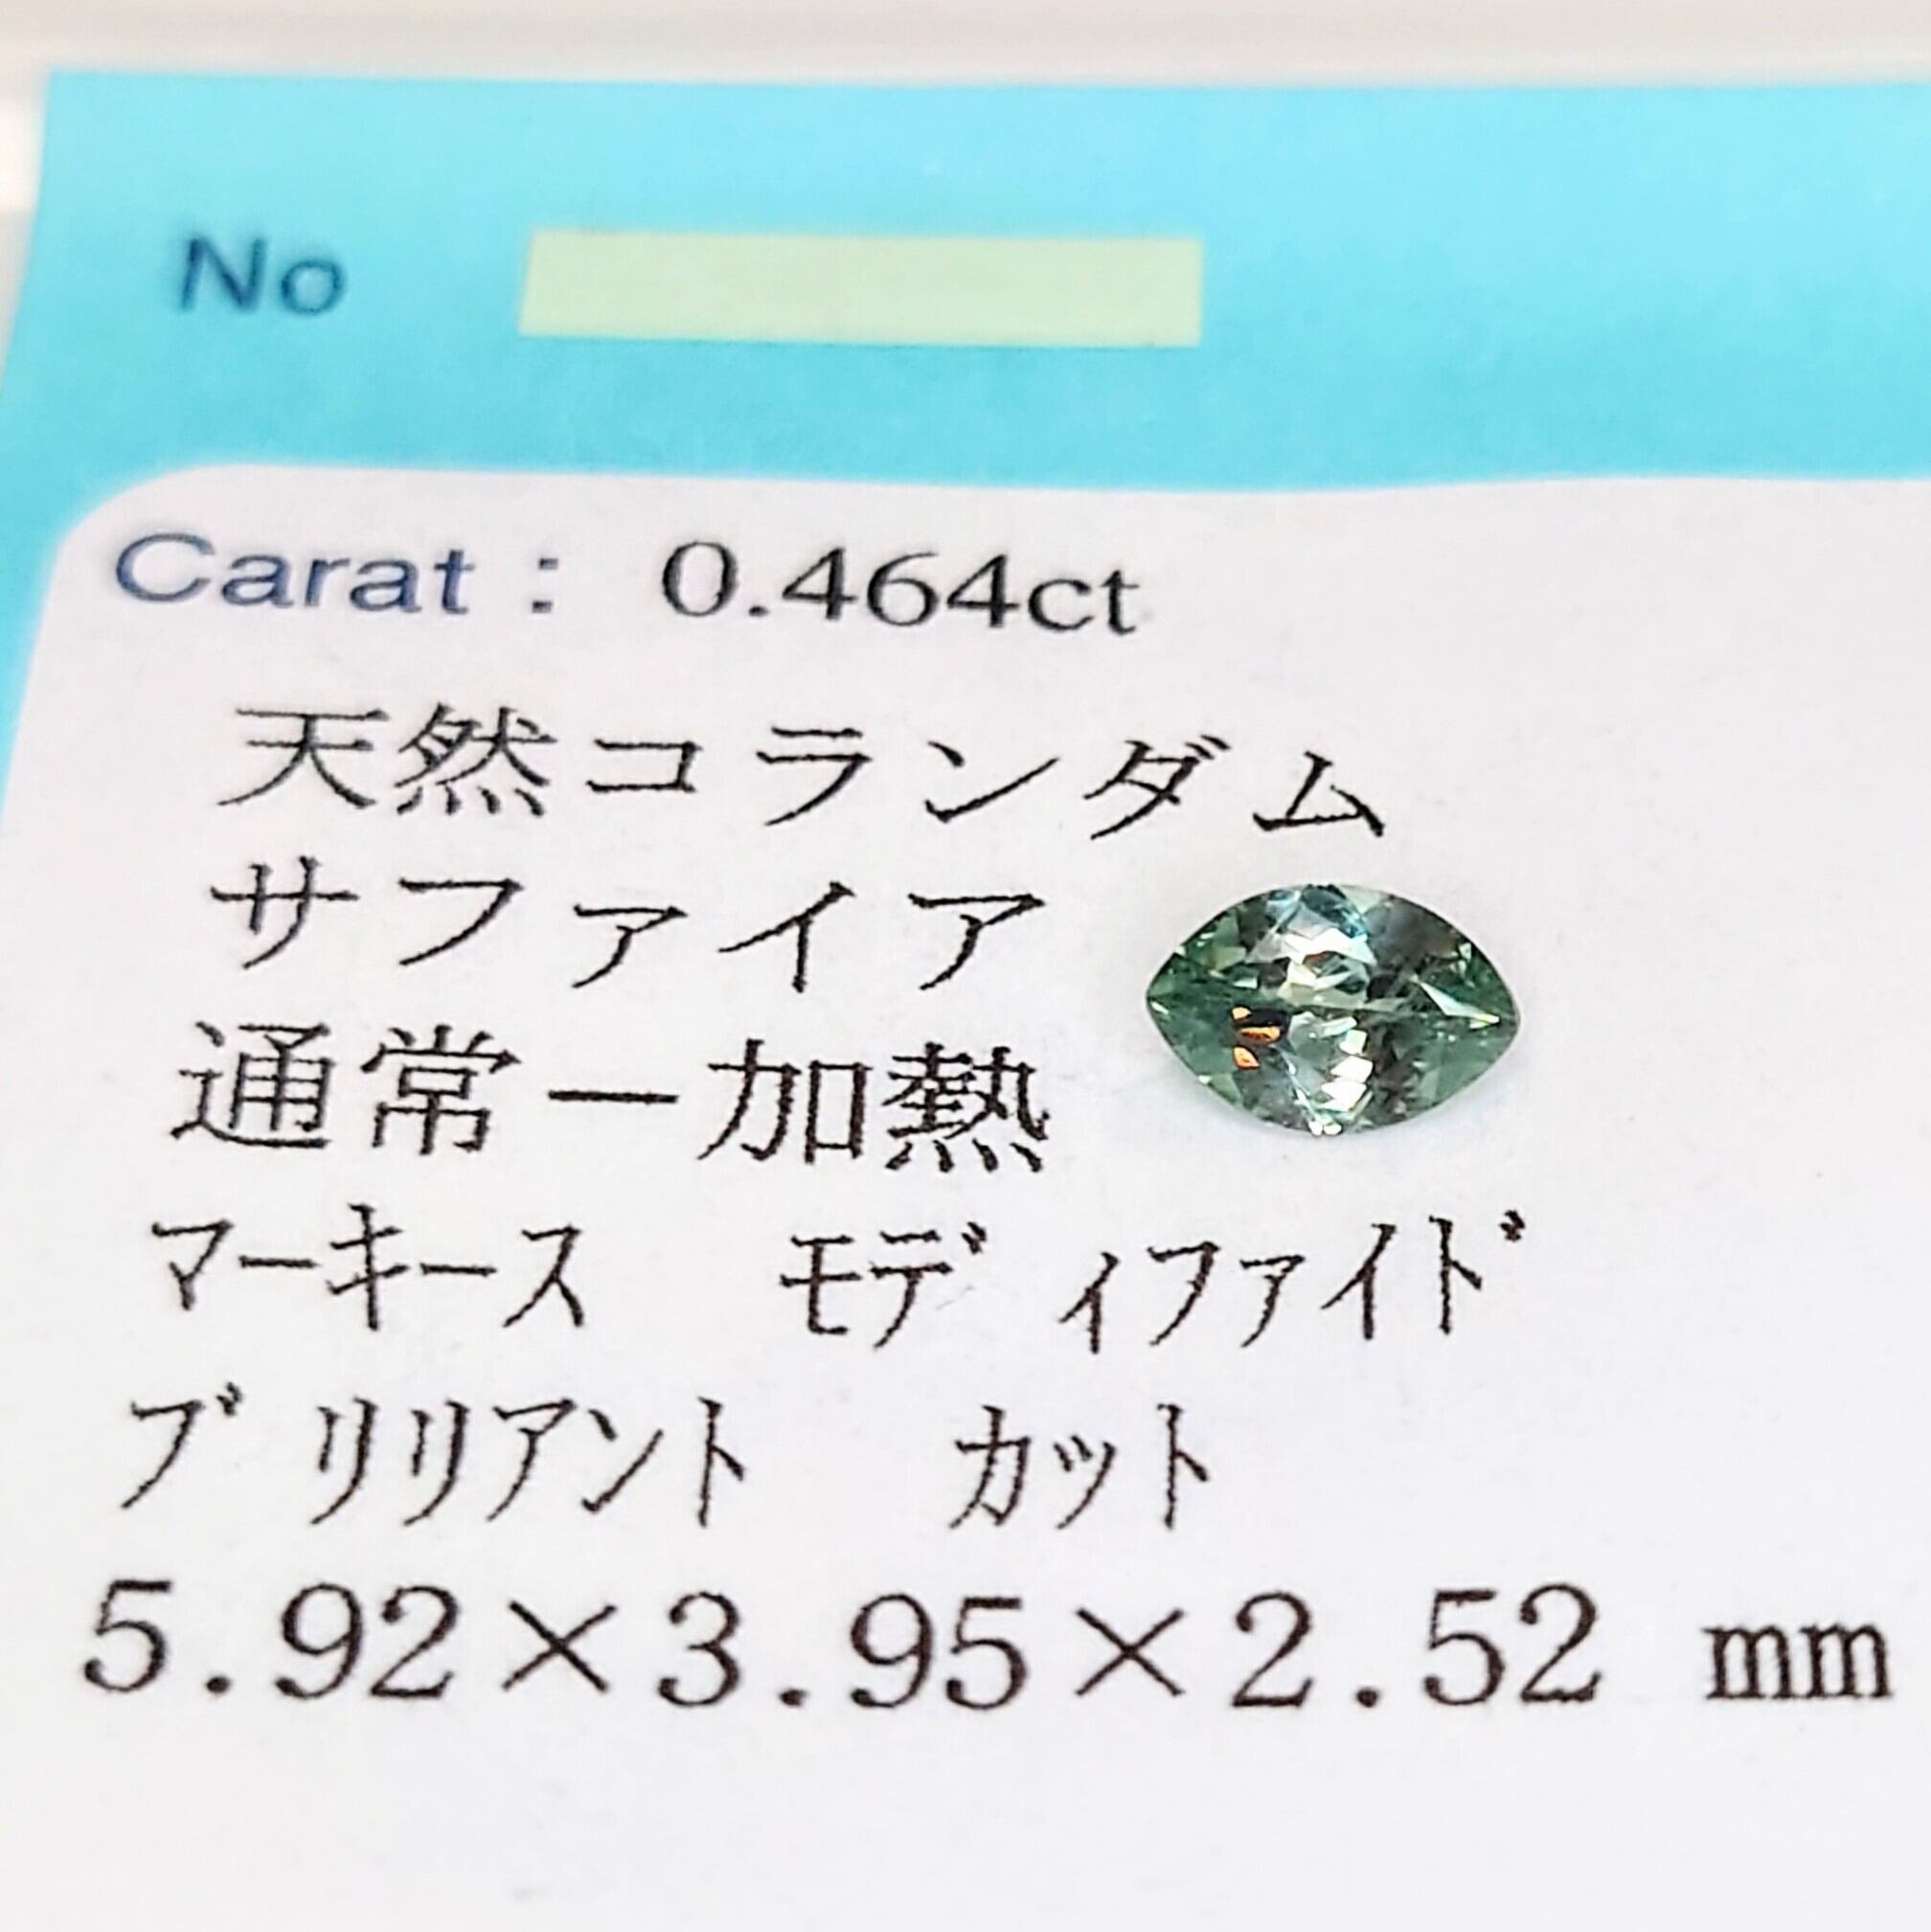 No
Carat : 0.464ct
天然コランダム
サファイア
通常ー加熱
ﾏｰｷｰｽ ﾓﾃﾞｨﾌｧｲﾄﾞ
ﾌﾞﾘﾘｱﾝﾄ ｶｯﾄ
5.92×3.95×2.52 mm